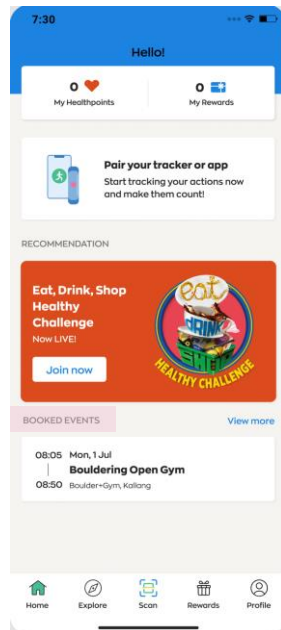 7:30
Hello!
0
My Healthpoints
0
My Rewards
Pair your tracker or app
Start tracking your actions now
and make them count!
RECOMMENDATION
Eat, Drink, Shop
Healthy
Challenge
Now LIVE!
Join now
eat
DRINK
SHOP
HEALTHY CHALLENGE
BOOKED EVENTS
View more
08:05 Mon, 1 Jul
Bouldering Open Gym
08:50 Boulder+Gym, Kallang
Home
Explore
Scan
Rewards
Profile